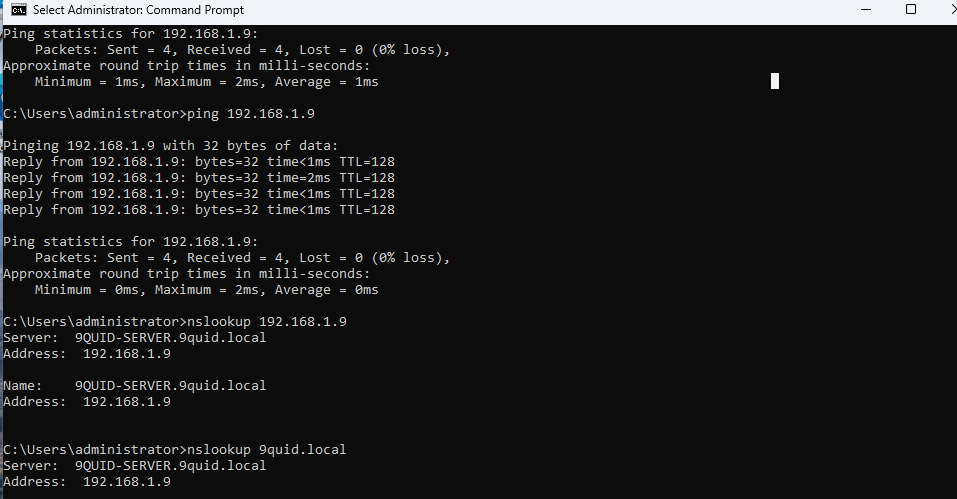 Select Administrator: Command Prompt
Ping statistics for 192.168.1.9:
    Packets: Sent = 4, Received = 4, Lost = 0 (0% loss),
Approximate round trip times in milli-seconds:
    Minimum = 1ms, Maximum = 2ms, Average = 1ms
C:\Users\administrator>ping 192.168.1.9
Pinging 192.168.1.9 with 32 bytes of data:
Reply from 192.168.1.9: bytes=32 time<1ms TTL=128
Reply from 192.168.1.9: bytes=32 time=2ms TTL=128
Reply from 192.168.1.9: bytes=32 time<1ms TTL=128
Reply from 192.168.1.9: bytes=32 time<1ms TTL=128
Ping statistics for 192.168.1.9:
    Packets: Sent = 4, Received = 4, Lost = 0 (0% loss),
Approximate round trip times in milli-seconds:
    Minimum = 0ms, Maximum = 2ms, Average = 0ms
C:\Users\administrator>nslookup 192.168.1.9
Server:  9QUID-SERVER.9quid.local
Address:  192.168.1.9
Name:    9QUID-SERVER.9quid.local
Address:  192.168.1.9
C:\Users\administrator>nslookup 9quid.local
Server:  9QUID-SERVER.9quid.local
Address:  192.168.1.9